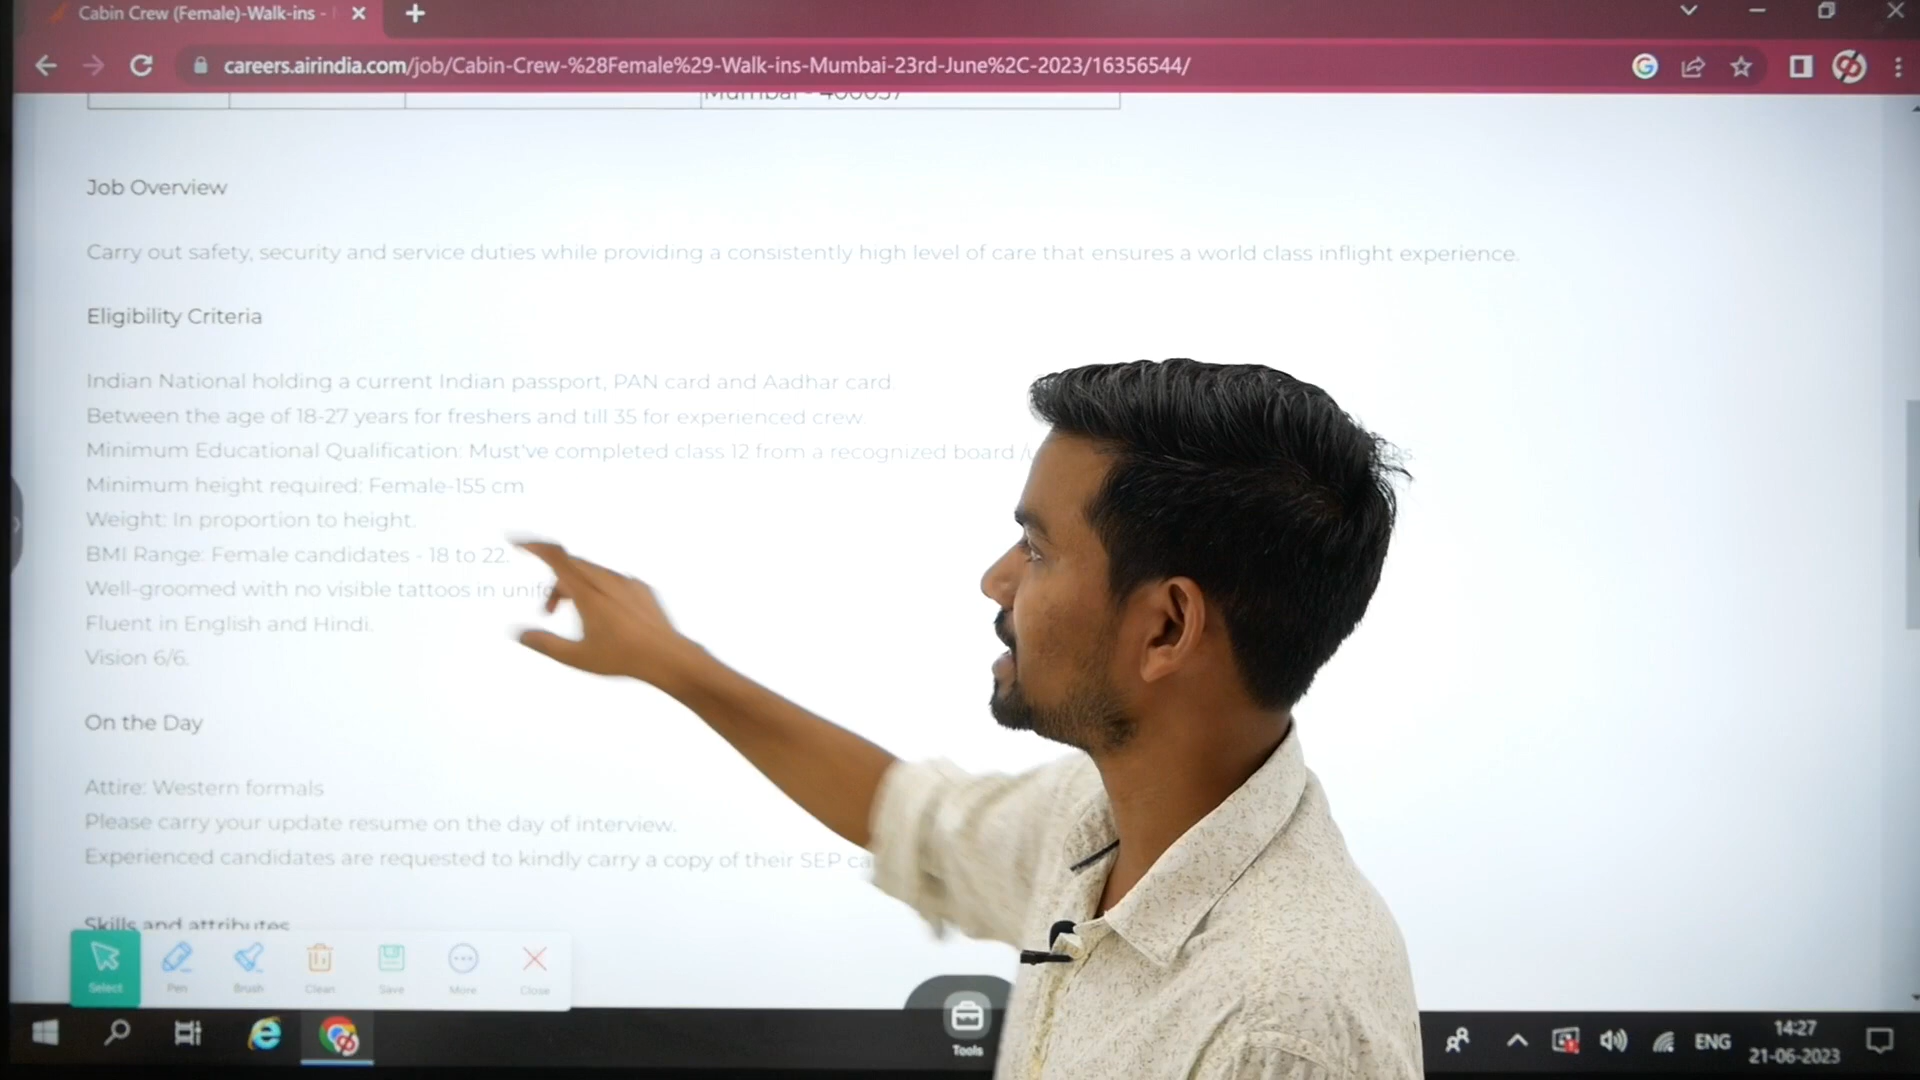 Cabin Crew (Female)-Walk-ins -
careers.airindia.com/job/Cabin-Crew-%28Female%29-Walk-ins-Mumbai-23rd-June%2C-2023/16356544/
Mumbai - 400057
Job Overview
Carry out safety, security and service duties while providing a consistently high level of care that ensures a world class inflight experience.
Eligibility Criteria
Indian National holding a current Indian passport, PAN card and Aadhar card
Between the age of 18-27 years for freshers and till 35 for experienced crew.
Minimum Educational Qualification: Must've completed class 12 from a recognized board /
Minimum height required: Female-155 cm
Weight: In proportion to height.
BMI Range: Female candidates - 18 to 22.
Well-groomed with no visible tattoos in
Fluent in English and Hindi.
Vision 6/6.
On the Day
Attire: Western formals
Please carry your update resume on the day of interview.
Experienced candidates are requested to kindly carry a copy of their SEP
Skills and attributes
Select
Pen
Brush
Clean
Save
More
Close
Tools
ENG
14:27
21-06-2023